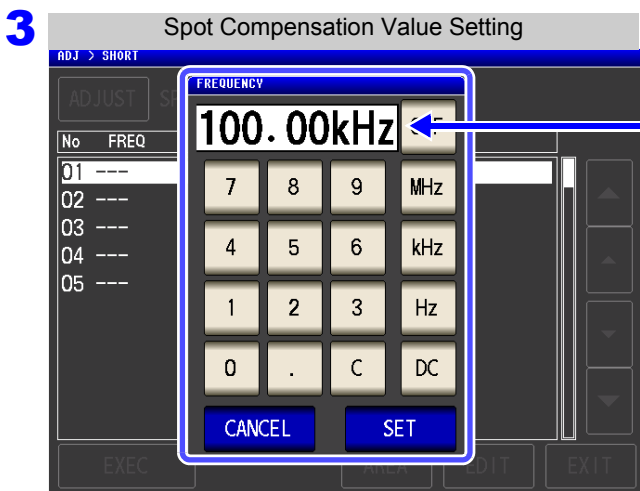 3
Spot Compensation Value Setting
ADJ > SHORT
ADJUST
FREQUENCY
100.00kHz
No FREQ
01 ---
02 ---
03 ---
04 ---
05 ---
7 8 9 MHz
4 5 6 kHz
1 2 3 Hz
0 . C DC
CANCEL SET
EXEC EDIT EXIT